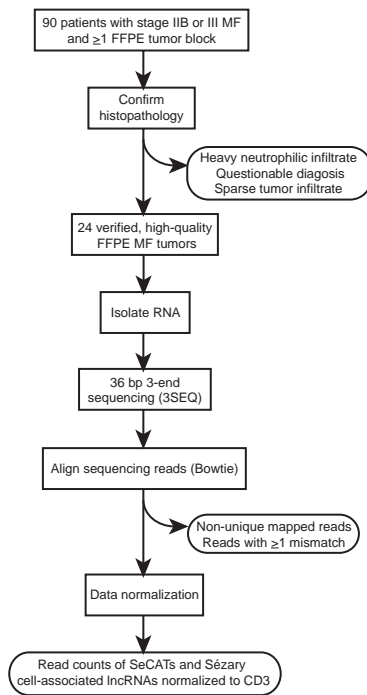 90 patients with stage IIB or III MF
and ≥1 FFPE tumor block
Confirm
histopathology
Heavy neutrophilic infiltrate
Questionable diagosis
Sparse tumor infiltrate
24 verified, high-quality
FFPE MF tumors
Isolate RNA
36 bp 3-end
sequencing (3SEQ)
Align sequencing reads (Bowtie)
Non-unique mapped reads
Reads with ≥1 mismatch
Data normalization
Read counts of SeCATs and Sézary
cell-associated lncRNAs normalized to CD3